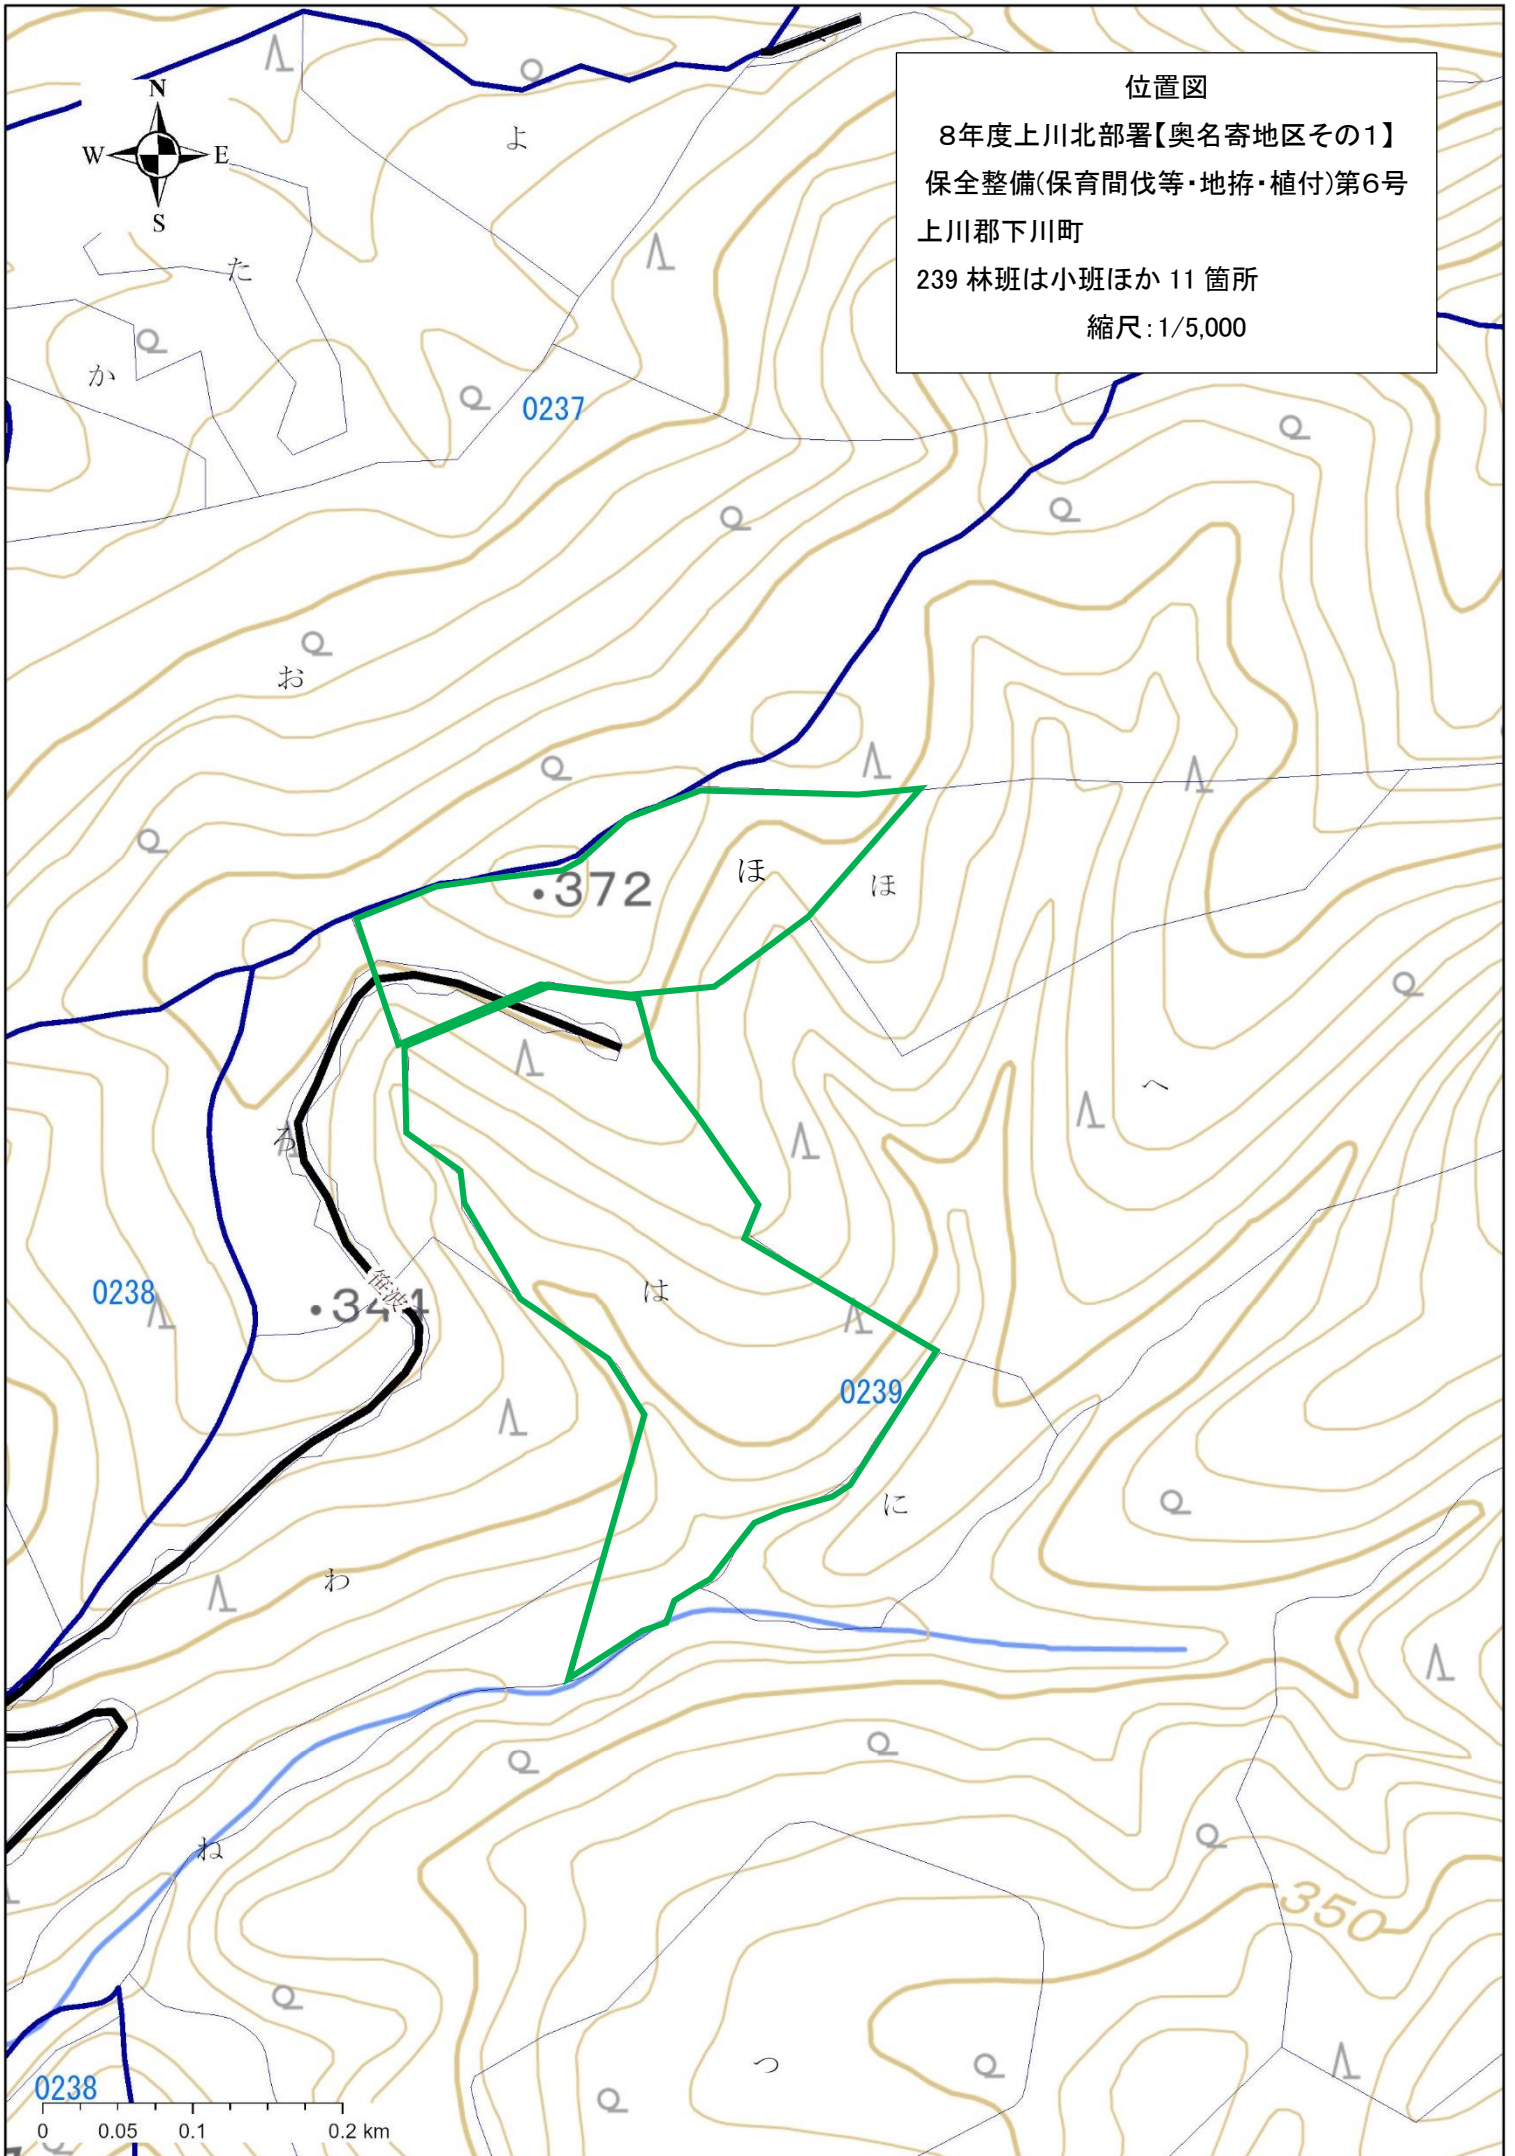 位置図
8年度上川北部署【奥名寄地区その1】
保全整備(保育間伐等・地拵・植付)第6号
上川郡下川町
239 林班は小班ほか 11 箇所
縮尺:1/5,000
N
W E
S
よ
た
か
0237
お
・372
ほ
ほ
へ
ろ
笹波
0238
・341
は
0239
に
わ
ね
350
つ
0238
0 0.05 0.1 0.2 km